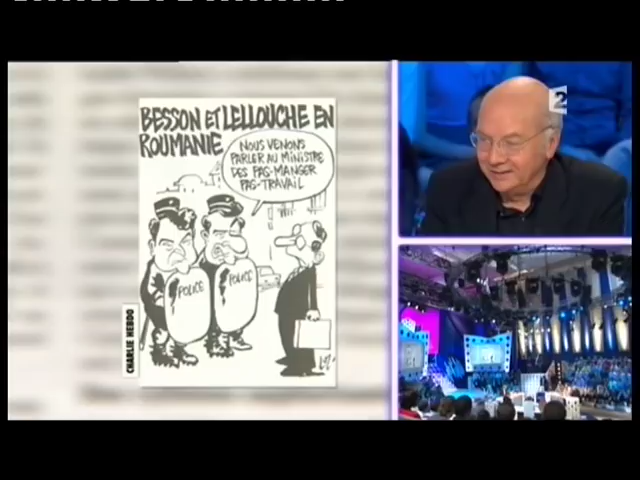 BESSON ET LELLOUCHE EN
ROUMANIE
NOUS VENONS
PARLER AU MINISTRE
DES PAS-MANGER
PAS-TRAVAIL
POLICE
POLICE
CHARLIE HEBDO
2